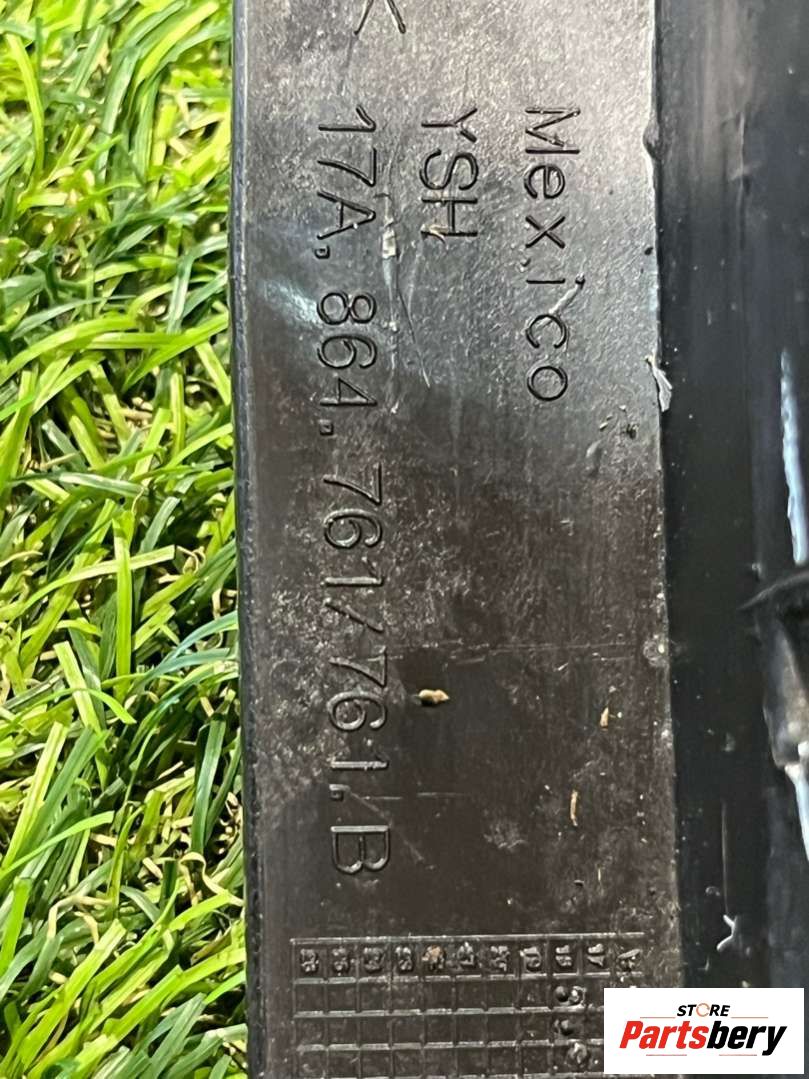 Mexico
YSH
17A. 864. 761/761. B
STORE
Partsbery